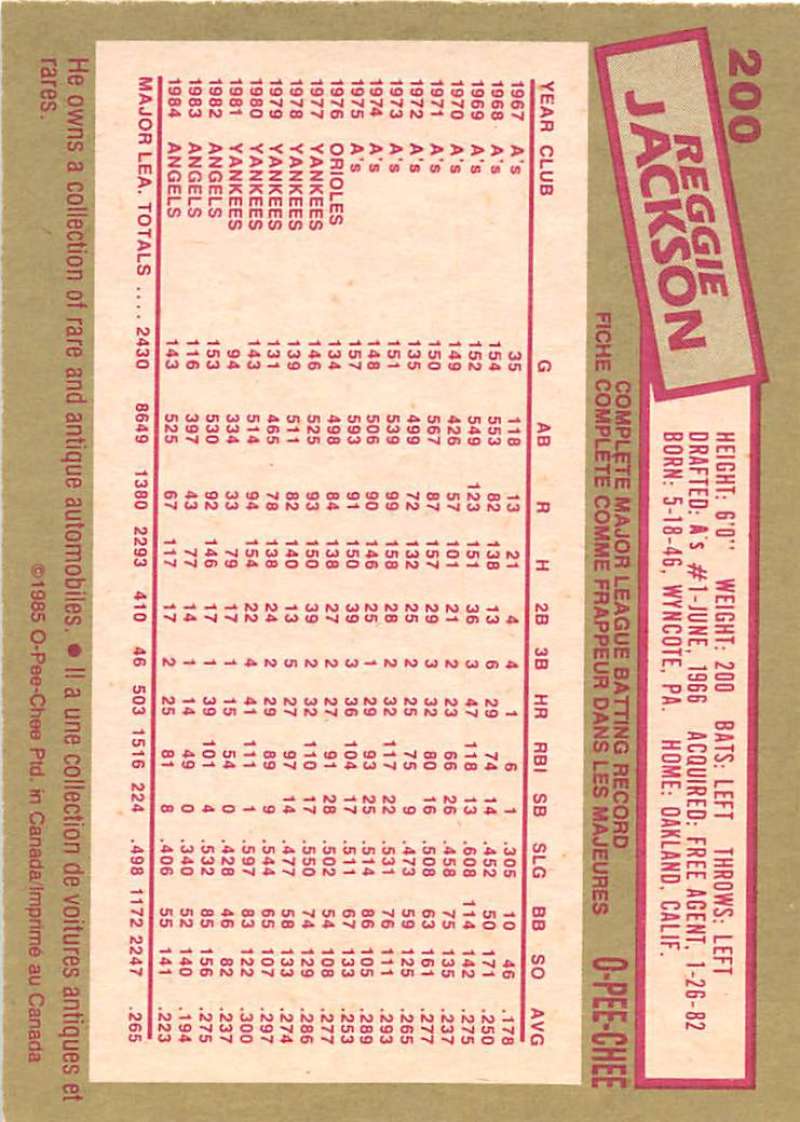 200
REGGIE
JACKSON
HEIGHT: 6'0" WEIGHT: 200 BATS: LEFT THROWS: LEFT
DRAFTED: A's #1-JUNE, 1966 ACQUIRED: FREE AGENT, 1-26-82
BORN: 5-18-46, WYNCOTE, PA. HOME: OAKLAND, CALIF.
COMPLETE MAJOR LEAGUE BATTING RECORD
FICHE COMPLÈTE COMME FRAPPEUR DANS LES MAJEURES O-PEE-CHEE
YEAR CLUB G AB R H 2B 3B HR RBI SB SLG BB SO AVG
1967 A's 35 118 13 21 4 4 1 6 1 .305 10 46 .178
1968 A's 154 553 82 138 13 6 29 74 14 .452 50 171 .250
1969 A's 152 549 123 151 36 3 47 118 13 .608 114 142 .275
1970 A's 149 426 57 101 21 2 23 66 26 .458 75 135 .237
1971 A's 150 567 87 157 29 3 32 80 16 .508 63 161 .277
1972 A's 135 499 72 132 25 2 25 75 9 .473 59 125 .265
1973 A's 151 539 99 158 28 2 32 117 22 .531 76 111 .293
1974 A's 148 506 90 146 25 1 29 93 25 .514 86 105 .289
1975 A's 157 593 91 150 39 3 36 104 17 .511 67 133 .253
1976 ORIOLES 134 498 84 138 27 2 27 91 28 .502 54 108 .277
1977 YANKEES 146 525 93 150 39 2 32 110 17 .550 74 129 .286
1978 YANKEES 139 511 82 140 13 5 27 97 14 .477 58 133 .274
1979 YANKEES 131 465 78 138 24 2 29 89 9 .544 65 107 .297
1980 YANKEES 143 514 94 154 22 4 41 111 1 .597 83 122 .300
1981 YANKEES 94 334 33 79 17 1 15 54 0 .428 46 82 .237
1982 ANGELS 153 530 92 146 17 1 39 101 4 .532 85 156 .275
1983 ANGELS 116 397 43 77 14 1 14 49 0 .340 52 140 .194
1984 ANGELS 143 525 67 117 17 2 25 81 8 .406 55 141 .223
MAJOR LEA. TOTALS .... 2430 8649 1380 2293 410 46 503 1516 224 .498 1172 2247 .265
He owns a collection of rare and antique automobiles. ● Il a une collection de voitures antiques et
rares.
©1985 O-Pee-Chee Ptd. in Canada/Imprimé au Canada